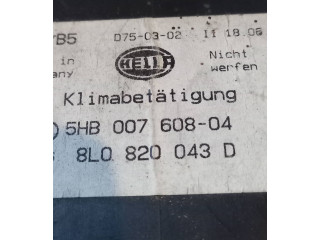 B5 D75-03-02 11 18.06
in HELLA Nicht
any werfen
Klimabetätigung
5HB 007 608-04
8L0 820 043 D